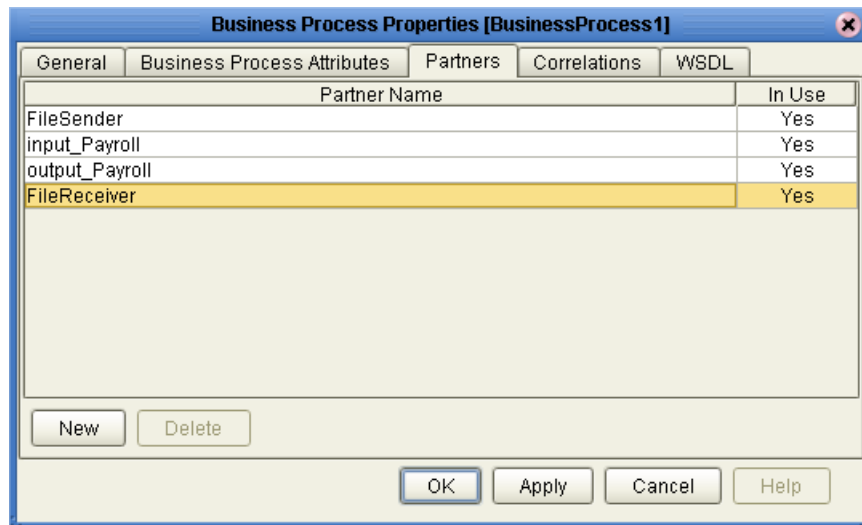 Business Process Properties [BusinessProcess1]
General Business Process Attributes Partners Correlations WSDL
Partner Name In Use
FileSender Yes
input_Payroll Yes
output_Payroll Yes
FileReceiver Yes
New Delete
OK Apply Cancel Help